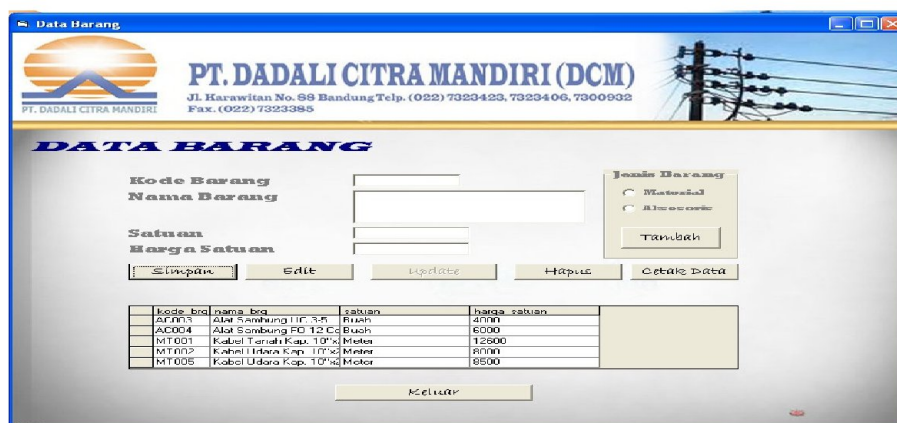 Data Barang
PT. DADALI CITRA MANDIRI
PT. DADALI CITRA MANDIRI (DCM)
Jl. Karawitan No. 88 Bandung Telp. (022) 7323423, 7323406, 7300932
Fax. (022) 7323385
DATA BARANG
Kode Barang
Nama Barang
Satuan
Harga Satuan
Jenis Barang
Material
Tambah
Simpan Edit Update Hapus Cetak Data
kode_brg nama_brg satuan harga_satuan
AC003 Alat Sambung UC 3-5 Buah 4000
AC004 Alat Sambung FO 12 Co Buah 6000
MT001 Kabel Tanah Kap. 10"x Meter 12600
MT002 Kabel Udara Kap. 10"x Meter 8000
MT005 Kabel Udara Kap. 10"x2 Meter 8500
Keluar